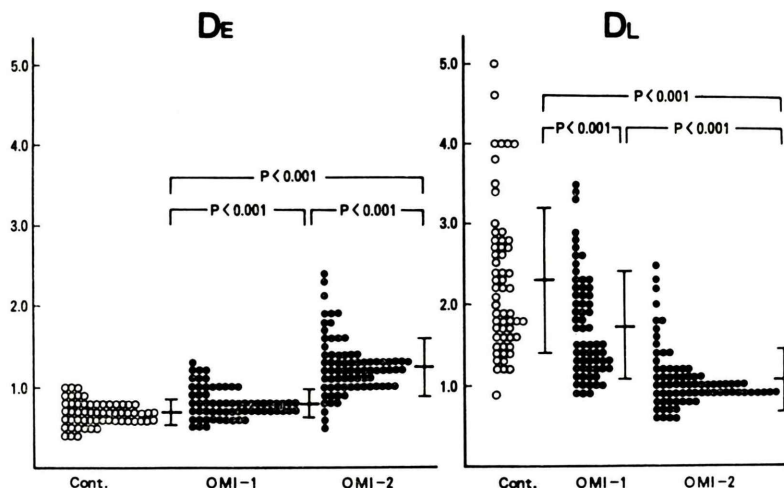 DE
5.0
4.0
3.0
2.0
1.0
P < 0.001
P < 0.001
P < 0.001
Cont.
OMI-1
OMI-2
DL
5.0
4.0
3.0
2.0
1.0
P < 0.001
P < 0.001
P < 0.001
Cont.
OMI-1
OMI-2